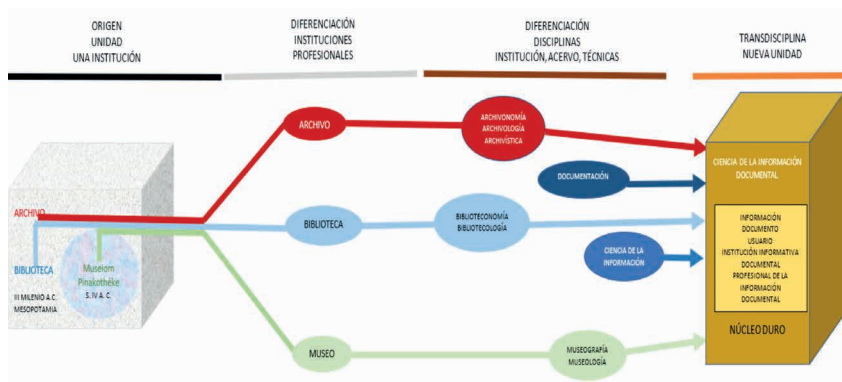 ORIGEN
UNIDAD
UNA INSTITUCIÓN
DIFERENCIACIÓN
INSTITUCIONES
PROFESIONALES
DIFERENCIACIÓN
DISCIPLINAS
INSTITUCIÓN, ACERVO, TÉCNICAS
TRANSDISCIPLINA
NUEVA UNIDAD
ARCHIVO
BIBLIOTECA
III MILENIO A.C.
MESOPOTAMIA
Museiom
Pinakothéke
S. IV A. C.
ARCHIVO
BIBLIOTECA
MUSEO
ARCHIVONOMÍA
ARCHIVOLOGÍA
ARCHIVÍSTICA
DOCUMENTACIÓN
BIBLIOTECONOMÍA
BIBLIOTECOLOGÍA
CIENCIA DE LA
INFORMACIÓN
MUSEOGRAFÍA
MUSEOLOGÍA
CIENCIA DE LA INFORMACIÓN
DOCUMENTAL
INFORMACIÓN
DOCUMENTO
USUARIO
INSTITUCIÓN INFORMATIVA
DOCUMENTAL
PROFESIONAL DE LA
INFORMACIÓN
DOCUMENTAL
NÚCLEO DURO